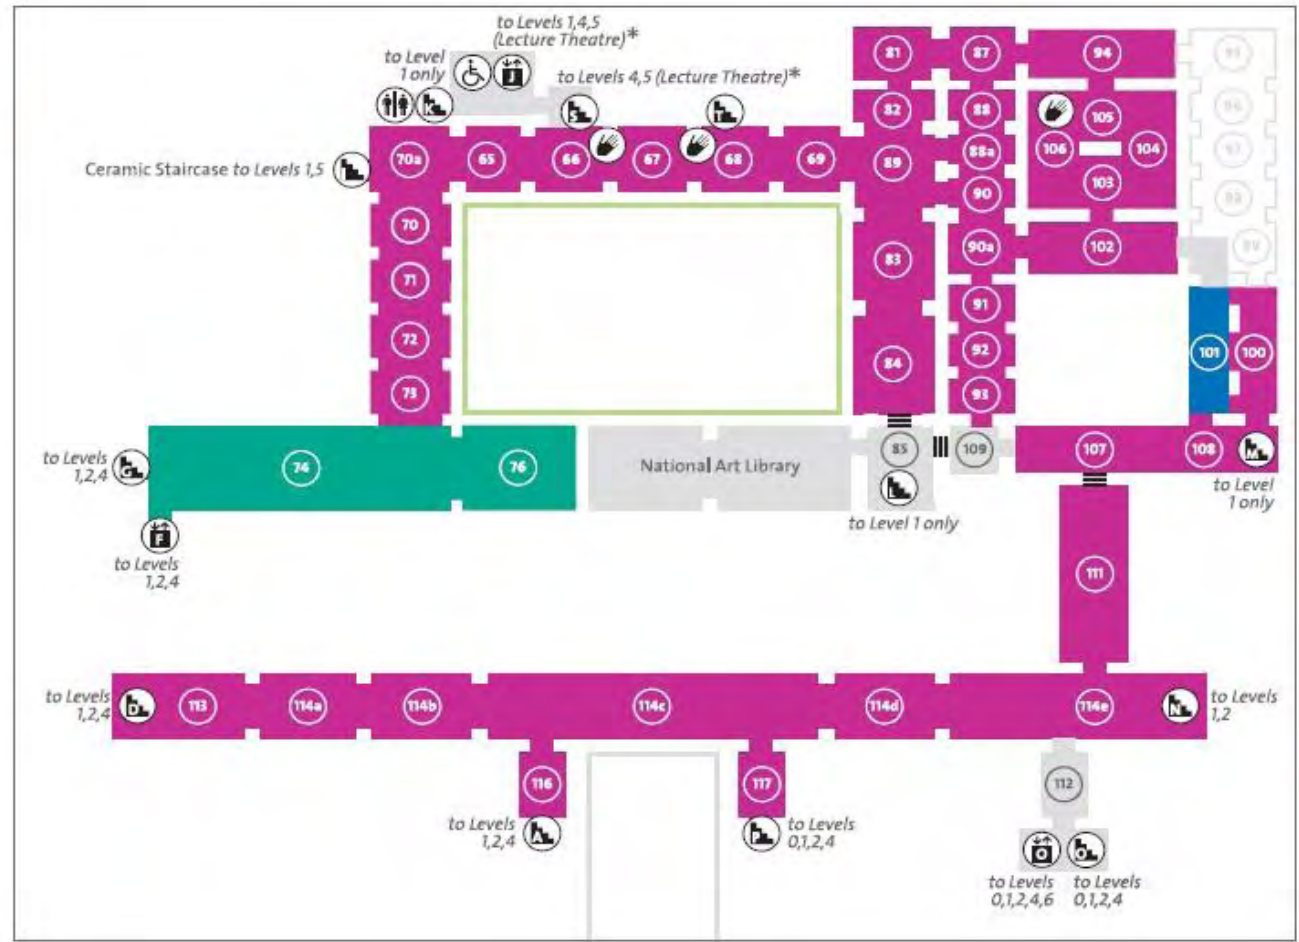 to Levels 1,4,5
(Lecture Theatre)*
to Level
1 only
J
K
to Levels 4,5 (Lecture Theatre)*
S
L
Ceramic Staircase to Levels 1,5
70a
65
66
67
68
69
81
87
94
82
88
105
89
88a
106
104
90
103
70
83
90a
102
71
91
72
84
92
101
100
73
93
to Levels
1,2,4
G
74
76
National Art Library
85
109
107
108
M
to Level
1 only
L
to Level 1 only
F
to Levels
1,2,4
111
to Levels
1,2,4
D
113
114a
114b
114c
114d
114e
N
to Levels
1,2
116
117
112
to Levels
1,2,4
A
P
to Levels
0,1,2,4
O
O
to Levels
0,1,2,4,6
to Levels
0,1,2,4